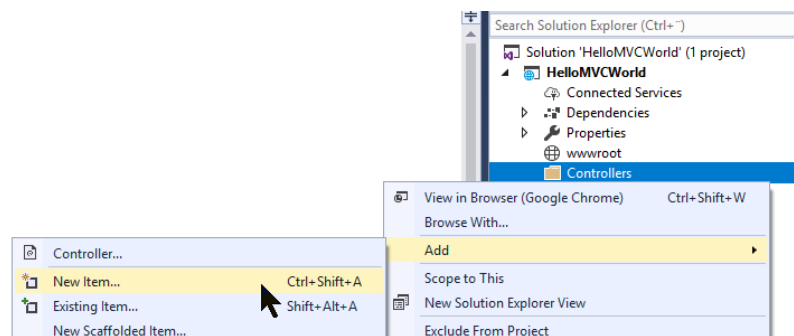 Search Solution Explorer (Ctrl+¨)
Solution 'HelloMVCWorld' (1 project)
HelloMVCWorld
Connected Services
Dependencies
Properties
wwwroot
Controllers
View in Browser (Google Chrome) Ctrl+Shift+W
Browse With...
Add
Scope to This
New Solution Explorer View
Exclude From Project
Controller...
New Item... Ctrl+Shift+A
Existing Item... Shift+Alt+A
New Scaffolded Item...